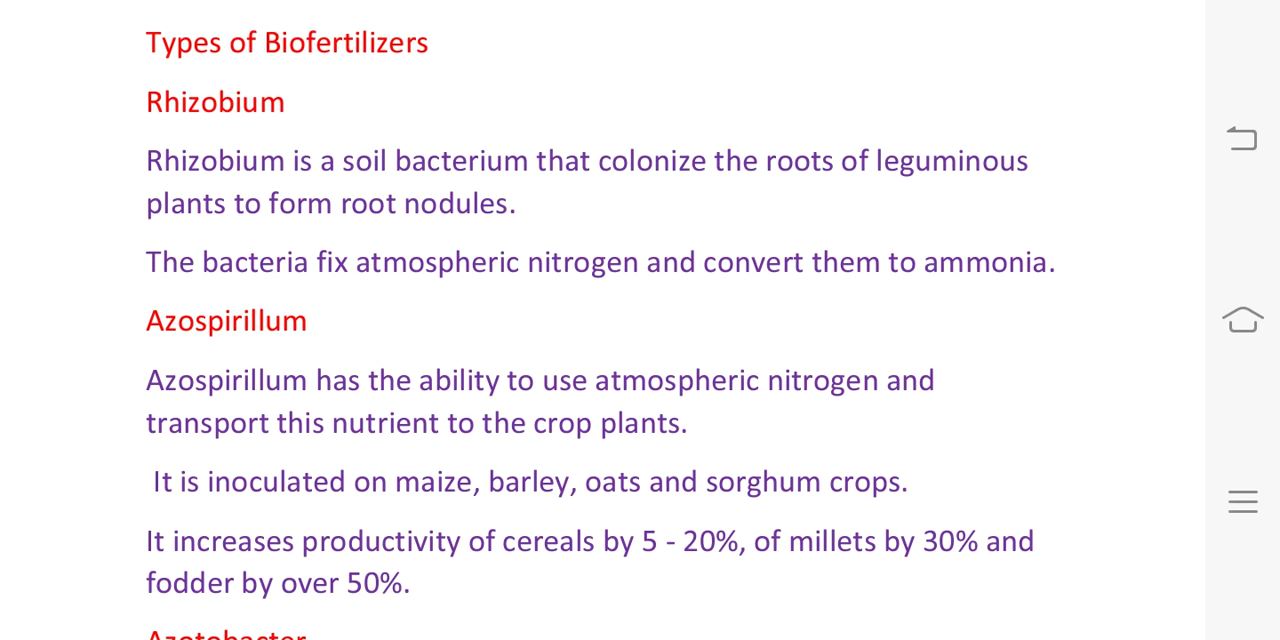 Types of Biofertilizers
Rhizobium
Rhizobium is a soil bacterium that colonize the roots of leguminous
plants to form root nodules.
The bacteria fix atmospheric nitrogen and convert them to ammonia.
Azospirillum
Azospirillum has the ability to use atmospheric nitrogen and
transport this nutrient to the crop plants.
It is inoculated on maize, barley, oats and sorghum crops.
It increases productivity of cereals by 5 - 20%, of millets by 30% and
fodder by over 50%.
Azotobacter